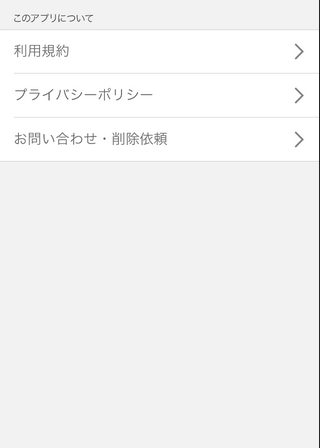 このアプリについて
利用規約
プライバシーポリシー
お問い合わせ・削除依頼